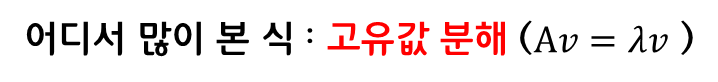 어디서 많이 본 식 : 고유값 분해 (A𝑣 = 𝜆𝑣 )